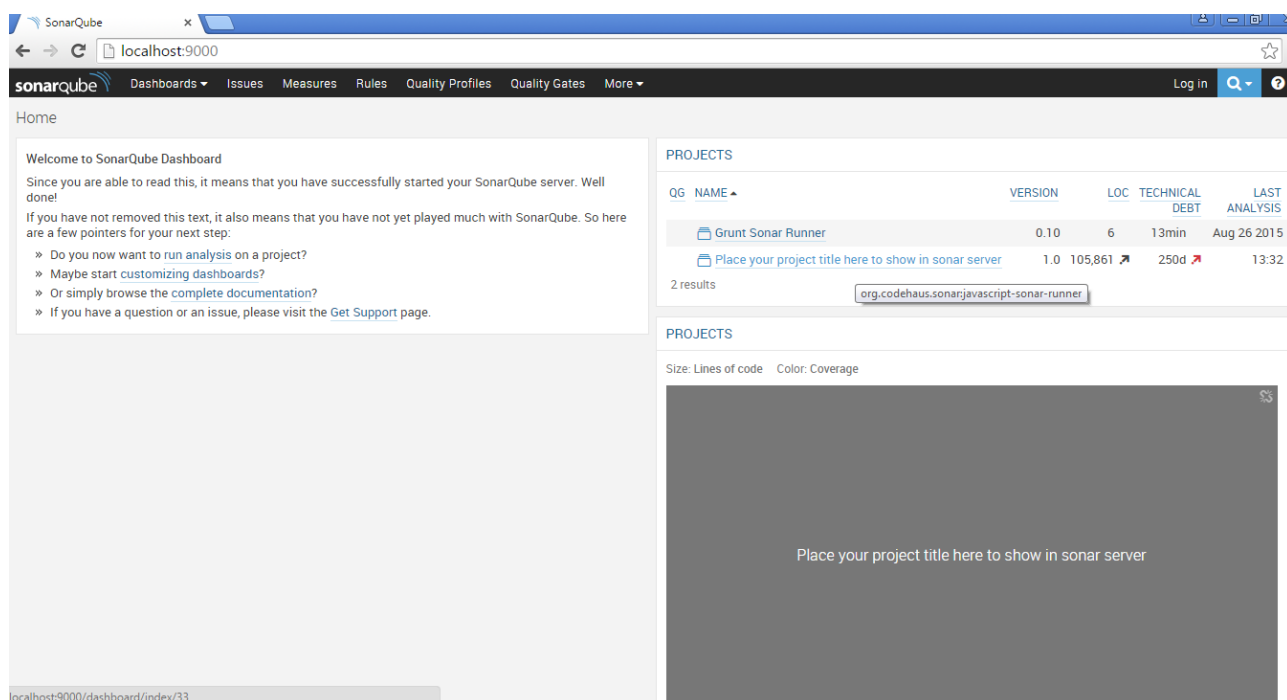 SonarQube
localhost:9000
sonarqube Dashboards Issues Measures Rules Quality Profiles Quality Gates More Log in
Home
Welcome to SonarQube Dashboard
Since you are able to read this, it means that you have successfully started your SonarQube server. Well
done!
If you have not removed this text, it also means that you have not yet played much with SonarQube. So here
are a few pointers for your next step:
» Do you now want to run analysis on a project?
» Maybe start customizing dashboards?
» Or simply browse the complete documentation?
» If you have a question or an issue, please visit the Get Support page.
PROJECTS
QG NAME VERSION LOC TECHNICAL LAST
DEBT ANALYSIS
Grunt Sonar Runner 0.10 6 13min Aug 26 2015
Place your project title here to show in sonar server 1.0 105,861 250d 13:32
2 results
org.codehaus.sonar:javascript-sonar-runner
PROJECTS
Size: Lines of code Color: Coverage
Place your project title here to show in sonar server
localhost:9000/dashboard/index/33